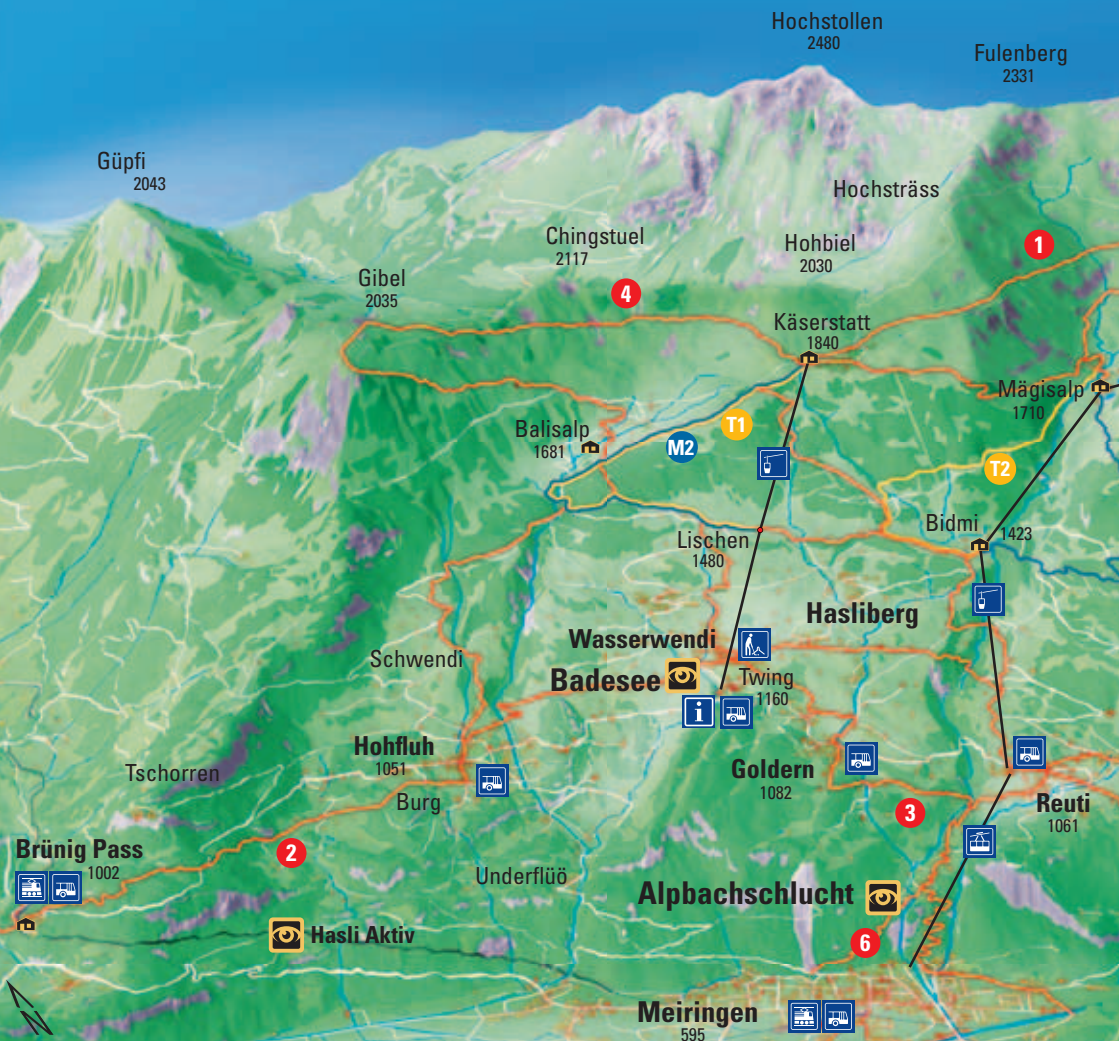 Hochstollen
2480
Fulenberg
2331
Güpfi
2043
Hochsträss
Chingstuel
2117
Hohbiel
2030
1
Gibel
2035
4
Käserstatt
1840
Mägisalp
1710
Balisalp
1681
T1
M2
T2
Bidmi
1423
Lischen
1480
Hasliberg
Wasserwendi
Schwendi
Badesee
Twing
1160
i
Hohfluh
1051
Tschorren
Burg
Goldern
1082
Reuti
1061
3
Brünig Pass
1002
2
Underflüö
Alpbachschlucht
Hasli Aktiv
6
Meiringen
595